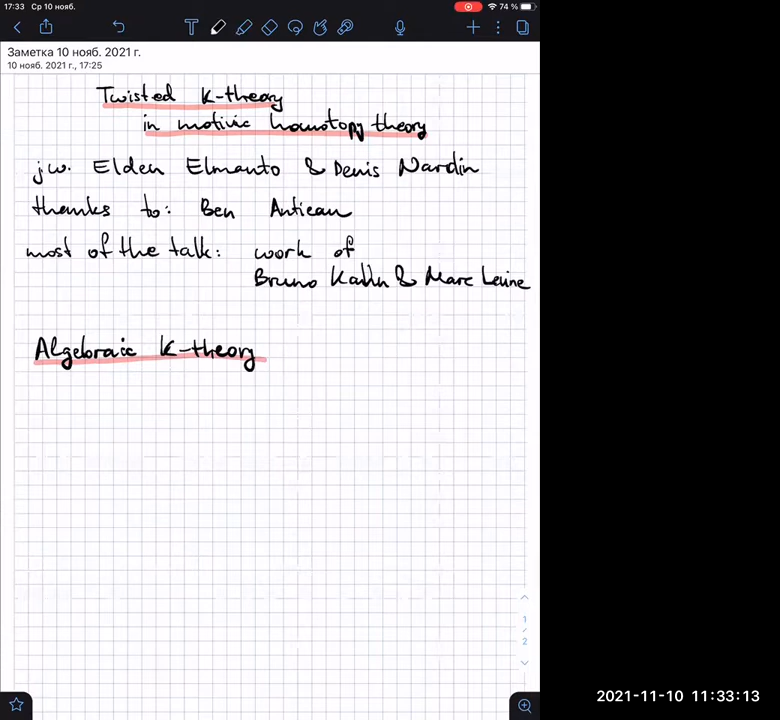 17:33 Ср 10 нояб.
74 %
Заметка 10 нояб. 2021 г.
10 нояб. 2021 г., 17:25
Twisted K-theory
in motivic homotopy theory
j.w. Elden Elmanto & Denis Nardin
thanks to: Ben Antieau
most of the talk: work of
Bruno Kahn & Marc Levine
Algebraic K-theory
1
2
2021-11-10 11:33:13